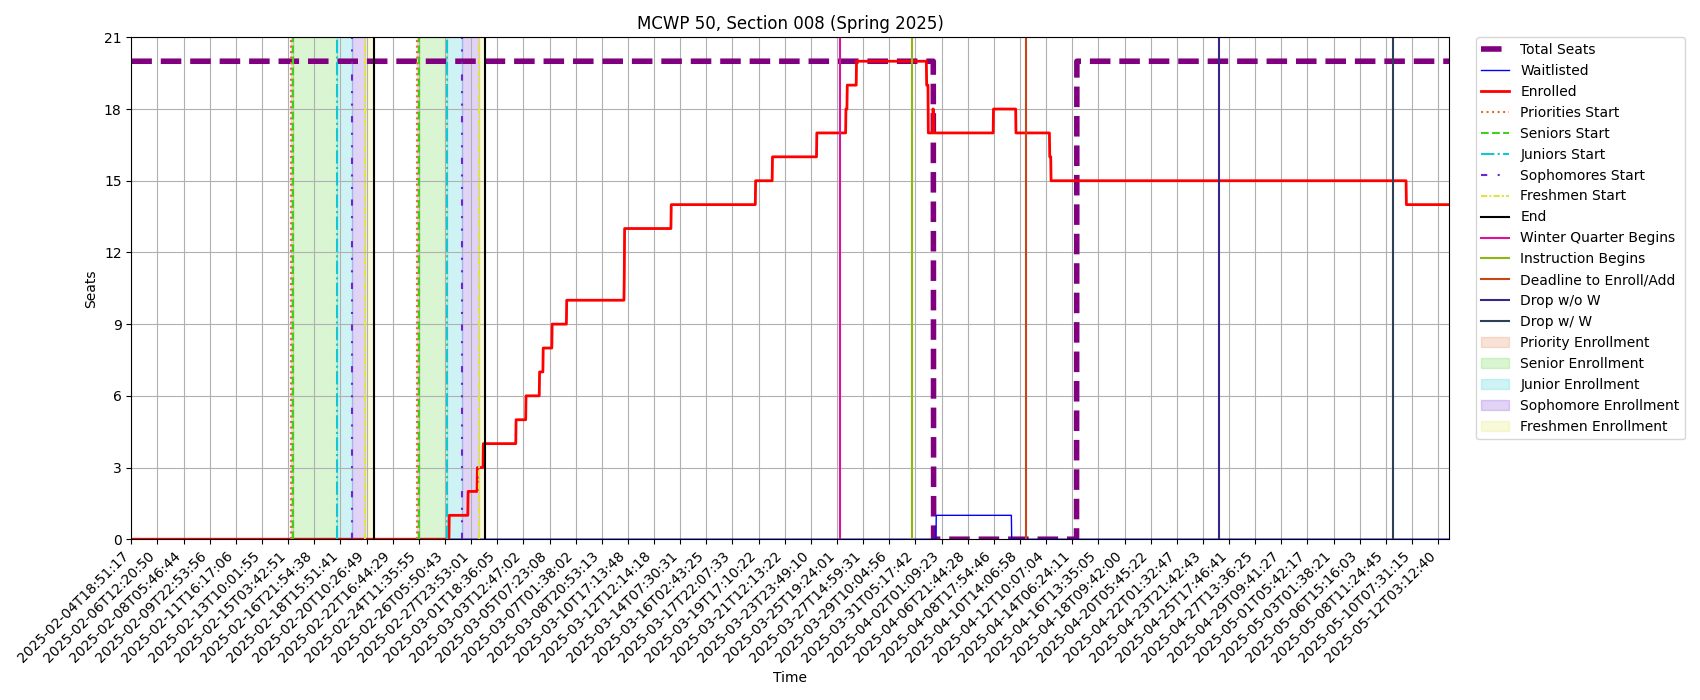 MCWP 50, Section 008 (Spring 2025)
21
18
15
12
9
6
3
0
Seats
2025-02-04T18:51:17
2025-02-06T12:20:50
2025-02-08T05:46:44
2025-02-09T22:53:56
2025-02-11T16:17:06
2025-02-13T10:01:55
2025-02-15T03:42:51
2025-02-16T21:54:38
2025-02-18T15:51:41
2025-02-20T10:26:49
2025-02-22T16:44:29
2025-02-24T11:35:55
2025-02-26T05:50:43
2025-02-27T23:53:01
2025-03-01T18:36:05
2025-03-03T12:47:02
2025-03-05T07:23:08
2025-03-07T01:38:02
2025-03-08T20:53:13
2025-03-10T17:13:48
2025-03-12T12:14:18
2025-03-14T07:30:31
2025-03-16T02:43:25
2025-03-17T22:07:33
2025-03-19T17:10:22
2025-03-21T12:13:22
2025-03-23T23:49:10
2025-03-25T19:24:01
2025-03-27T14:59:31
2025-03-29T10:04:56
2025-03-31T05:17:42
2025-04-02T01:09:23
2025-04-06T21:44:28
2025-04-08T17:54:46
2025-04-10T14:06:58
2025-04-12T10:07:04
2025-04-14T06:24:11
2025-04-16T13:35:05
2025-04-18T09:42:00
2025-04-20T05:45:22
2025-04-22T01:32:47
2025-04-23T21:42:43
2025-04-25T17:46:41
2025-04-27T13:36:25
2025-04-29T09:41:27
2025-05-01T05:42:17
2025-05-03T01:38:21
2025-05-06T15:16:03
2025-05-08T11:24:45
2025-05-10T07:31:15
2025-05-12T03:12:40
Time
Total Seats
Waitlisted
Enrolled
Priorities Start
Seniors Start
Juniors Start
Sophomores Start
Freshmen Start
End
Winter Quarter Begins
Instruction Begins
Deadline to Enroll/Add
Drop w/o W
Drop w/ W
Priority Enrollment
Senior Enrollment
Junior Enrollment
Sophomore Enrollment
Freshmen Enrollment